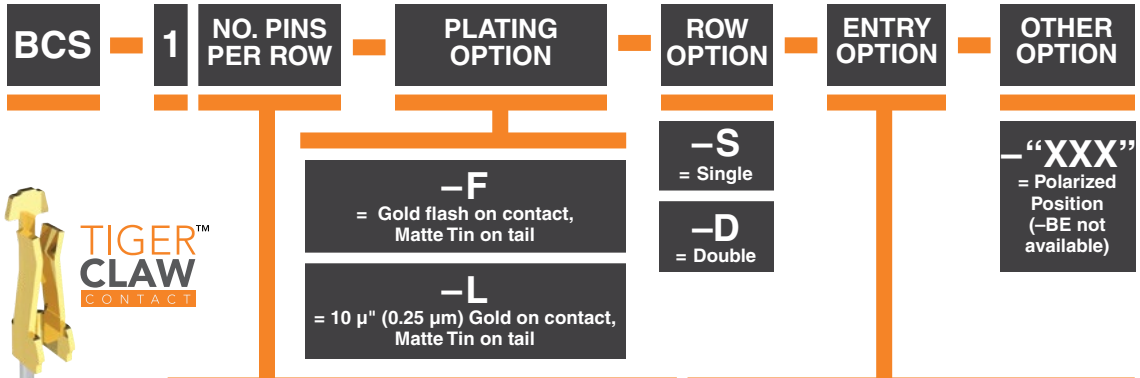 BCS
1
NO. PINS
PER ROW
PLATING
OPTION
ROW
OPTION
ENTRY
OPTION
OTHER
OPTION
–F
= Gold flash on contact,
Matte Tin on tail
–L
= 10 µ" (0.25 µm) Gold on contact,
Matte Tin on tail
–S
= Single
–D
= Double
–“XXX”
= Polarized
Position
(–BE not
available)
TIGER™
CLAW
CONTACT